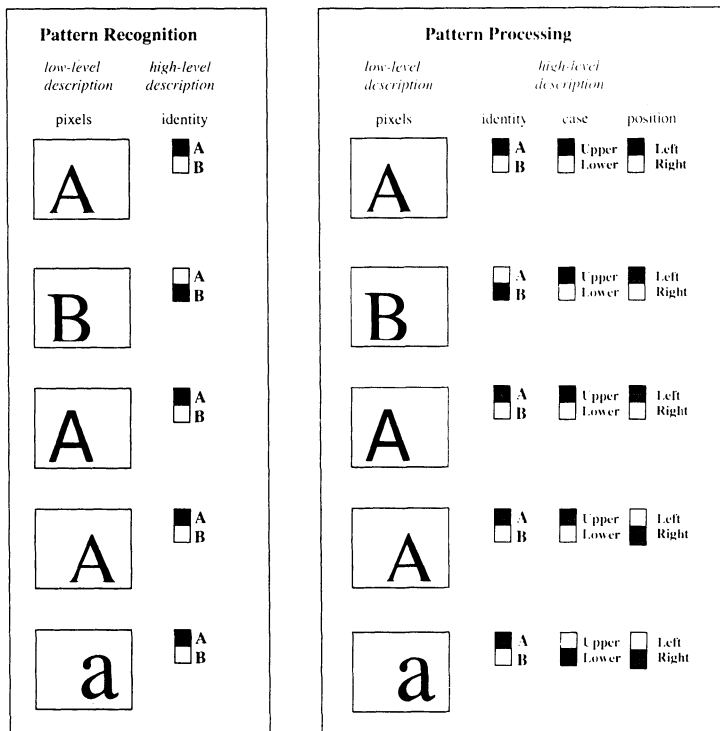 Pattern Recognition
low-level high-level
description description
pixels identity
A
B
A
A
B
B
A
B
A
A
B
A
A
B
a
Pattern Processing
low-level high-level
description description
pixels identity case position
A Upper Left
B Lower Right
A
A Upper Left
B Lower Right
B
A Upper Left
B Lower Right
A
A Upper Left
B Lower Right
A
A Upper Left
B Lower Right
a